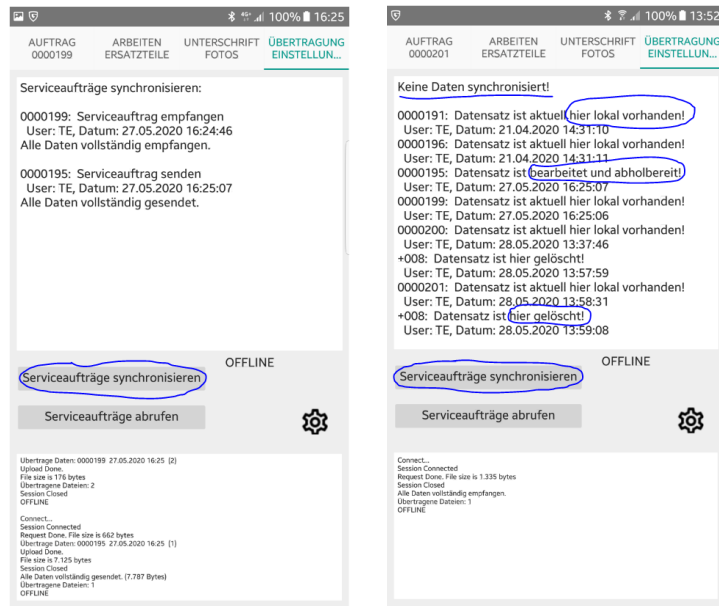 100% 16:25
AUFTRAG 0000199
ARBEITEN ERSATZTEILE
UNTERSCHRIFT FOTOS
ÜBERTRAGUNG EINSTELLUN...
Serviceaufträge synchronisieren:
0000199: Serviceauftrag empfangen
User: TE, Datum: 27.05.2020 16:24:46
Alle Daten vollständig empfangen.
0000195: Serviceauftrag senden
User: TE, Datum: 27.05.2020 16:25:07
Alle Daten vollständig gesendet.
OFFLINE
Serviceaufträge synchronisieren
Serviceaufträge abrufen
Übertrage Daten: 0000199 27.05.2020 16:25 (2)
Upload Done.
File size is 176 bytes
Übertragene Dateien: 2
Session Closed
OFFLINE
Connect...
Session Connected
Request Done. File size is 662 bytes
Übertrage Daten: 0000195 27.05.2020 16:25 (1)
Upload Done.
File size is 7.125 bytes
Session Closed
Alle Daten vollständig gesendet. (7.787 Bytes)
Übertragene Dateien: 1
OFFLINE
100% 13:52
AUFTRAG 0000201
ARBEITEN ERSATZTEILE
UNTERSCHRIFT FOTOS
ÜBERTRAGUNG EINSTELLUN...
Keine Daten synchronisiert!
0000191: Datensatz ist aktuell hier lokal vorhanden!
User: TE, Datum: 21.04.2020 14:31:10
0000196: Datensatz ist aktuell hier lokal vorhanden!
User: TE, Datum: 21.04.2020 14:31:11
0000195: Datensatz ist bearbeitet und abholbereit!
User: TE, Datum: 27.05.2020 16:25:07
0000199: Datensatz ist aktuell hier lokal vorhanden!
User: TE, Datum: 27.05.2020 16:25:06
0000200: Datensatz ist aktuell hier lokal vorhanden!
User: TE, Datum: 28.05.2020 13:37:46
+008: Datensatz ist hier gelöscht!
User: TE, Datum: 28.05.2020 13:57:59
0000201: Datensatz ist aktuell hier lokal vorhanden!
User: TE, Datum: 28.05.2020 13:58:31
+008: Datensatz ist hier gelöscht!
User: TE, Datum: 28.05.2020 13:59:08
OFFLINE
Serviceaufträge synchronisieren
Serviceaufträge abrufen
Connect...
Session Connected
Request Done. File size is 1.335 bytes
Session Closed
Alle Daten vollständig empfangen.
Übertragene Dateien: 1
OFFLINE